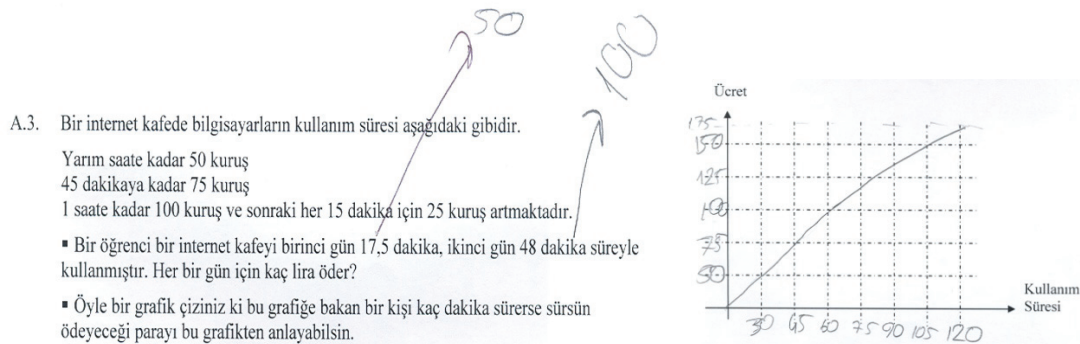 50
100
A.3. Bir internet kafede bilgisayarların kullanım süresi aşağıdaki gibidir.
Yarım saate kadar 50 kuruş
45 dakikaya kadar 75 kuruş
1 saate kadar 100 kuruş ve sonraki her 15 dakika için 25 kuruş artmaktadır.
▪ Bir öğrenci bir internet kafeyi birinci gün 17,5 dakika, ikinci gün 48 dakika süreyle
kullanmıştır. Her bir gün için kaç lira öder?
▪ Öyle bir grafik çiziniz ki bu grafiğe bakan bir kişi kaç dakika sürerse sürsün
ödeyeceği parayı bu grafikten anlayabilsin.
Ücret
175
150
125
100
75
50
30 45 60 75 90 105 120
Kullanım
Süresi